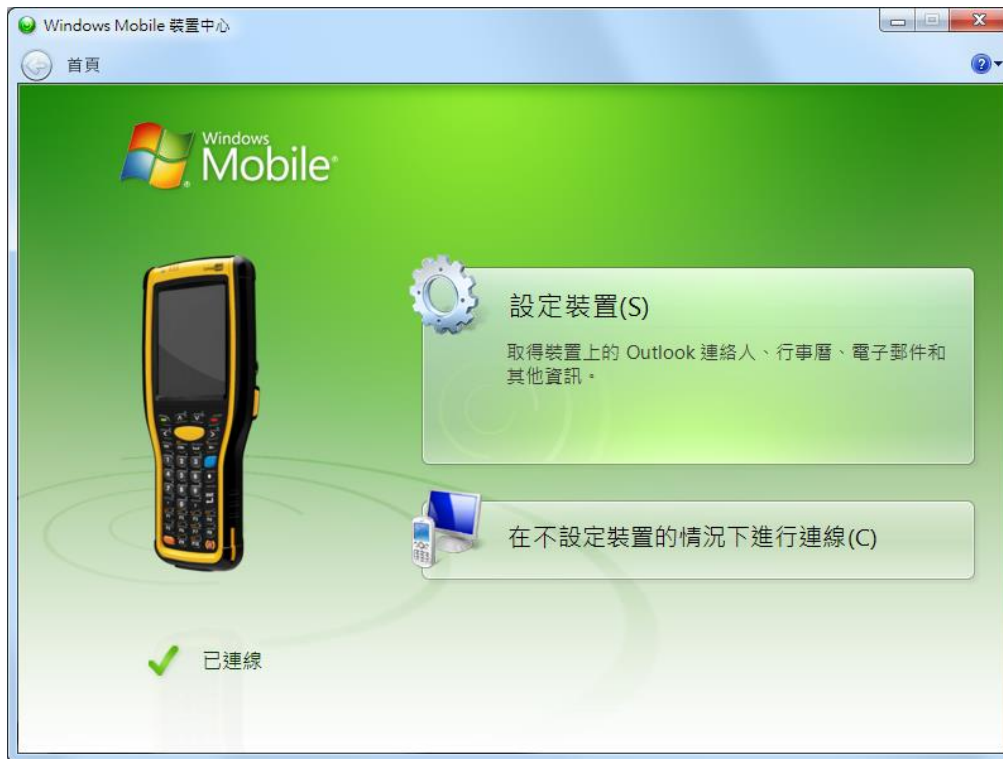 Windows Mobile 裝置中心
首頁
Windows
Mobile®
設定裝置(S)
取得裝置上的 Outlook 連絡人、行事曆、電子郵件和
其他資訊。
在不設定裝置的情況下進行連線(C)
已連線